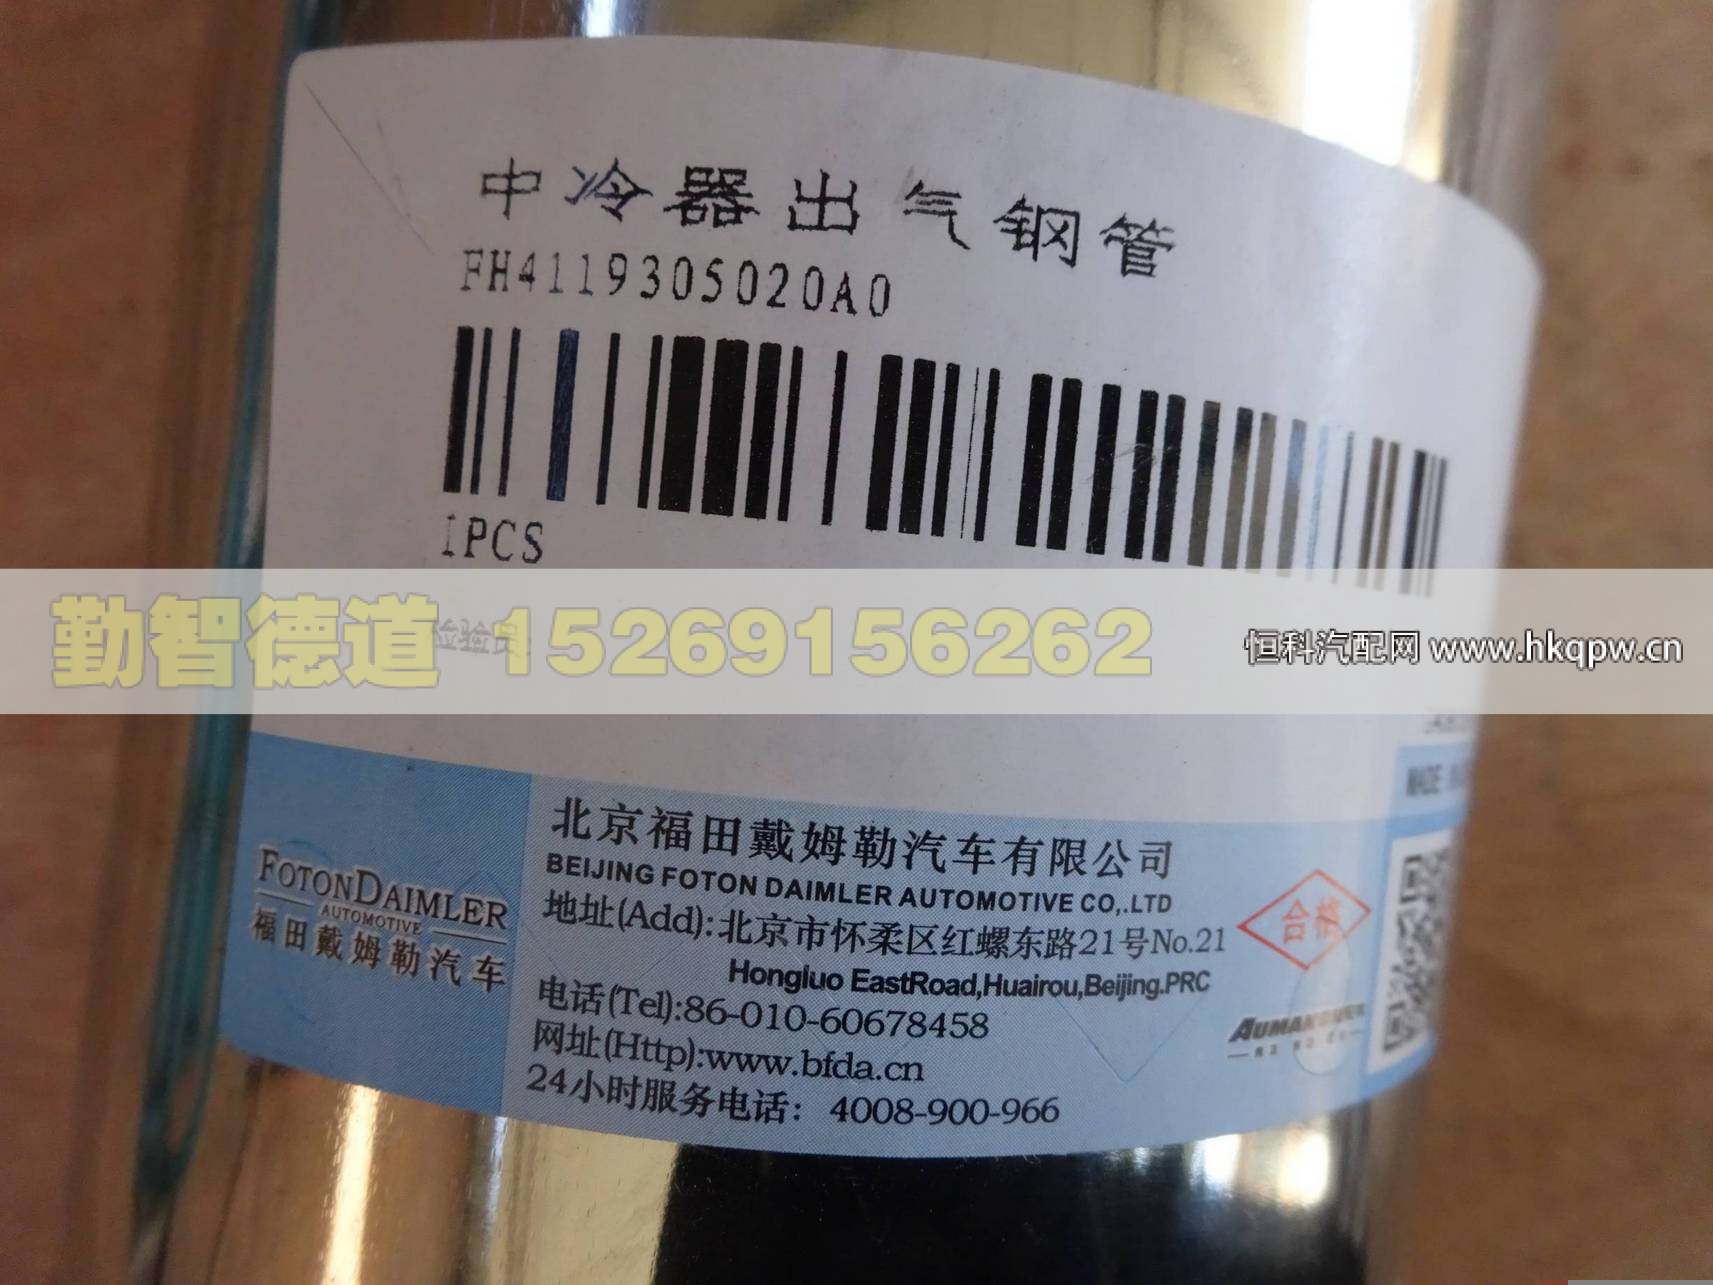 中冷器出气钢管
FH4119305020A0
1PCS
检验员:
勤智德道 15269156262
恒科汽配网 www.hkqpw.cn
MADE
FOTONDAIMLER
AUTOMOTIVE
福田戴姆勒汽车
北京福田戴姆勒汽车有限公司
BEIJING FOTON DAIMLER AUTOMOTIVE CO,.LTD
地址(Add):北京市怀柔区红螺东路21号No.21
Hongluo EastRoad,Huairou,Beijing.PRC
电话(Tel):86-010-60678458
网址(Http):www.bfda.cn
24小时服务电话：4008-900-966
合格